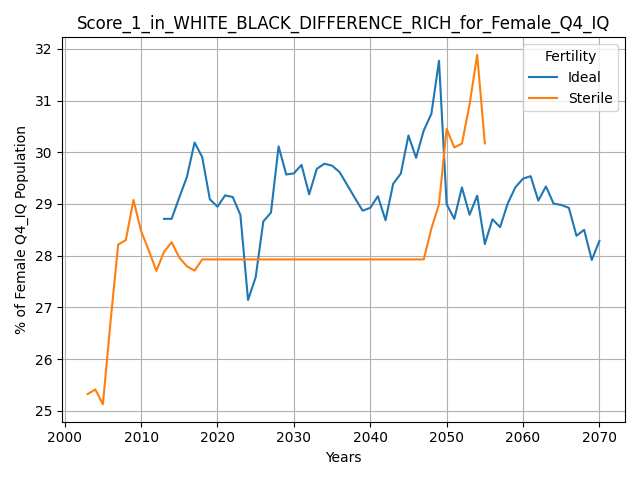 Score_1_in_WHITE_BLACK_DIFFERENCE_RICH_for_Female_Q4_IQ
Fertility
Ideal
Sterile
% of Female Q4_IQ Population
32
31
30
29
28
27
26
25
2000 2010 2020 2030 2040 2050 2060 2070
Years